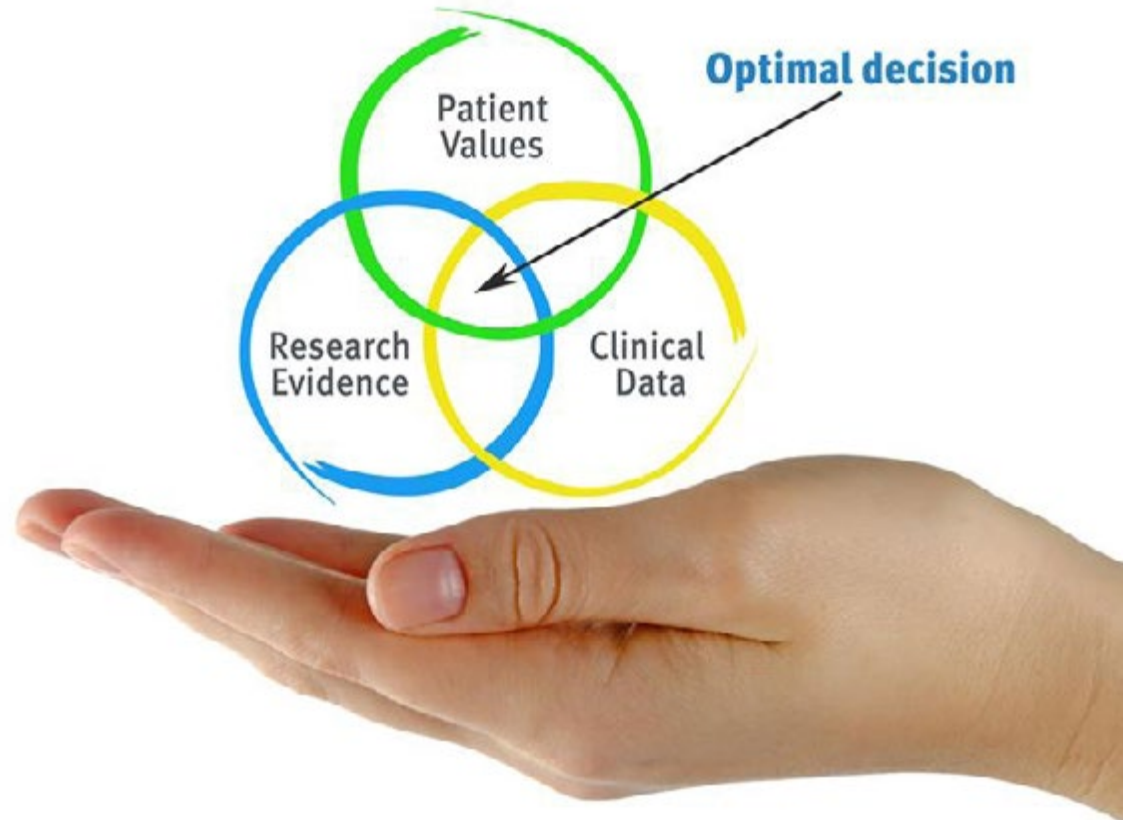 Optimal decision
Patient
Values
Research
Evidence
Clinical
Data